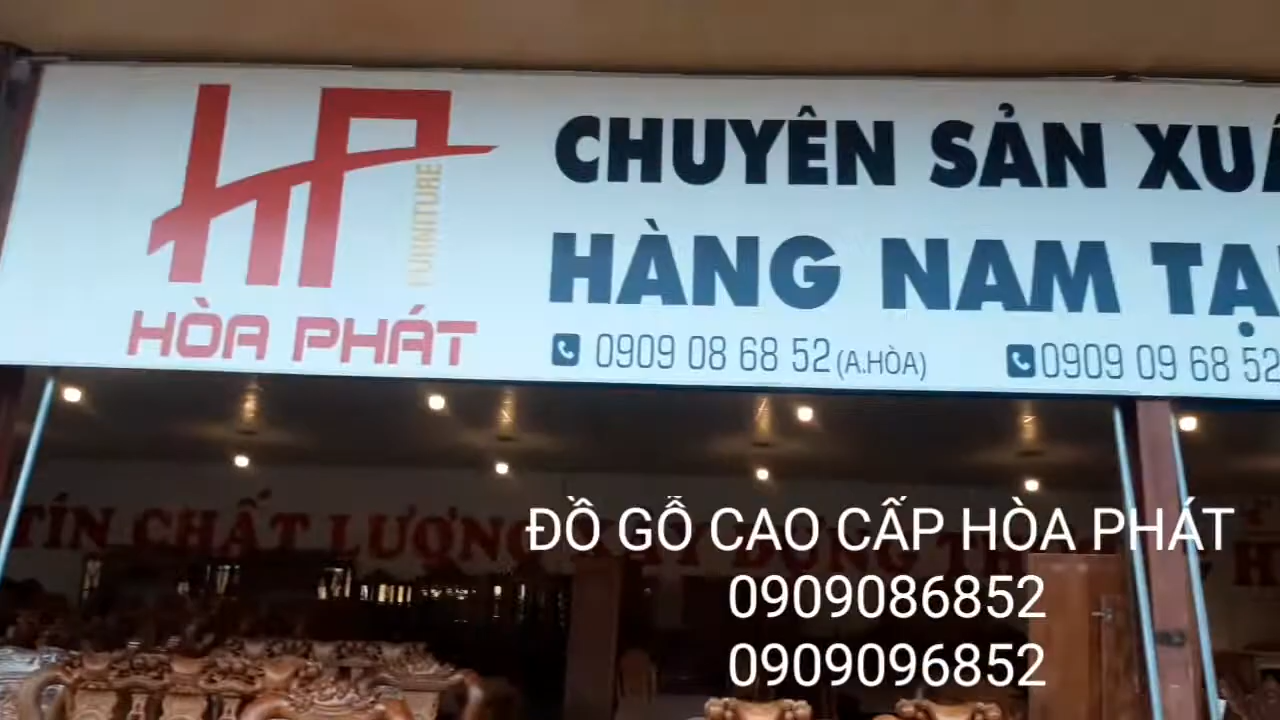 HP
FURNITURE
HÒA PHÁT
CHUYÊN SẢN XUẤ
HÀNG NAM TẠ
0909 08 68 52 (A.HÒA)
0909 09 68 52
TÍN CHẤT LƯỢNG
ĐỒ GỖ CAO CẤP HÒA PHÁT
0909086852
0909096852